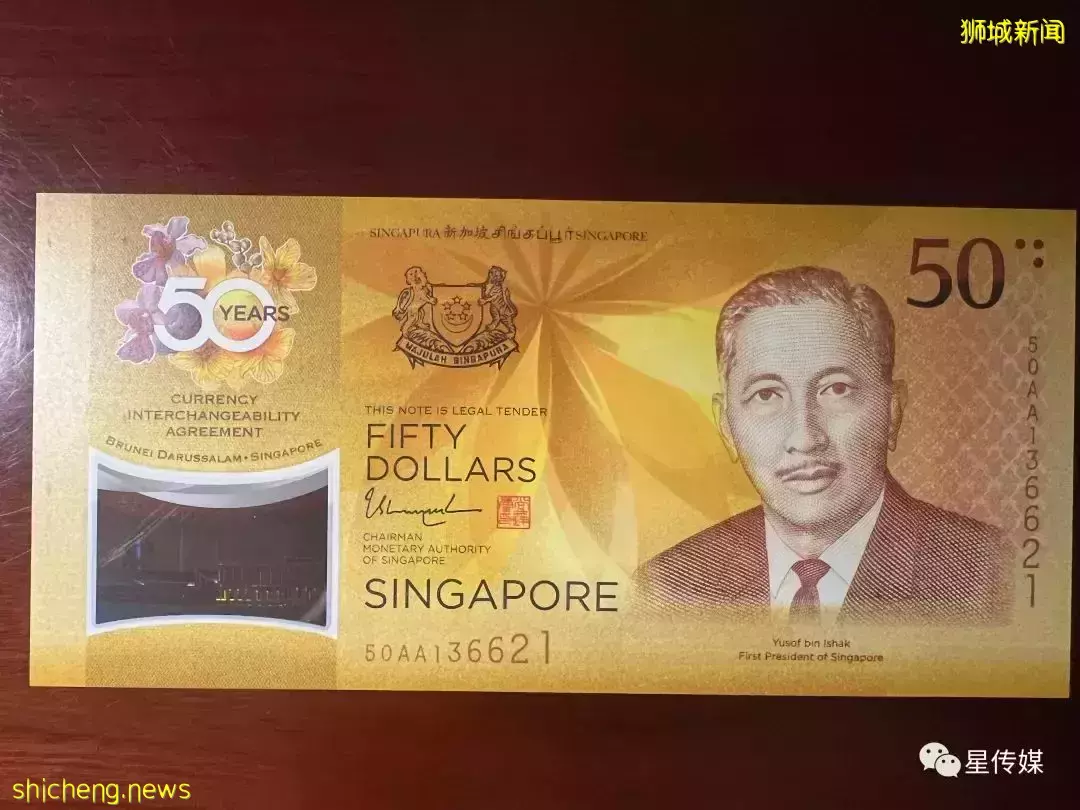 狮城新闻
SINGAPURA 新加坡 சிங்கப்பூர் SINGAPORE
50
50 YEARS
CURRENCY
INTERCHANGEABILITY
AGREEMENT
BRUNEI DARUSSALAM • SINGAPORE
MAJULAH SINGAPURA
THIS NOTE IS LEGAL TENDER
FIFTY
DOLLARS
CHAIRMAN
MONETARY AUTHORITY
OF SINGAPORE
SINGAPORE
50AA136621
50AA136621
Yusof bin Ishak
First President of Singapore
星传媒
shicheng.news